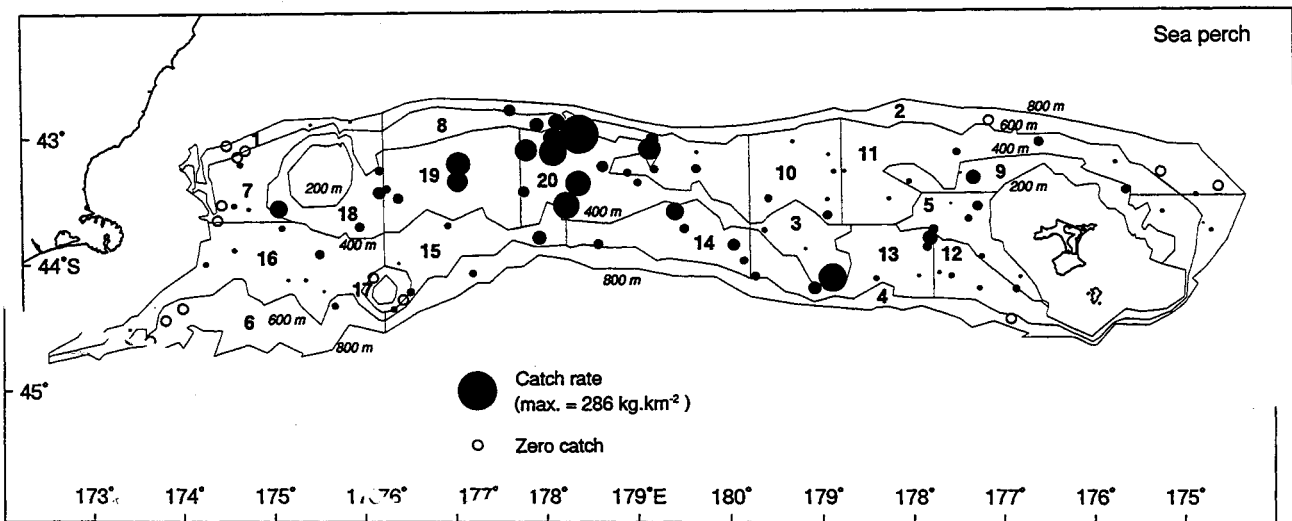 Sea perch
43°
44°S
45°
2
800 m
600 m
400 m
200 m
8
10
11
9
19
20
7
200 m
18
400 m
5
400 m
3
16
15
14
13
12
17
800 m
4
6
600 m
800 m
Catch rate
(max. = 286 kg.km⁻²)
Zero catch
173° 174° 175° 177° 178° 179°E 180° 179° 178° 177° 176° 175°